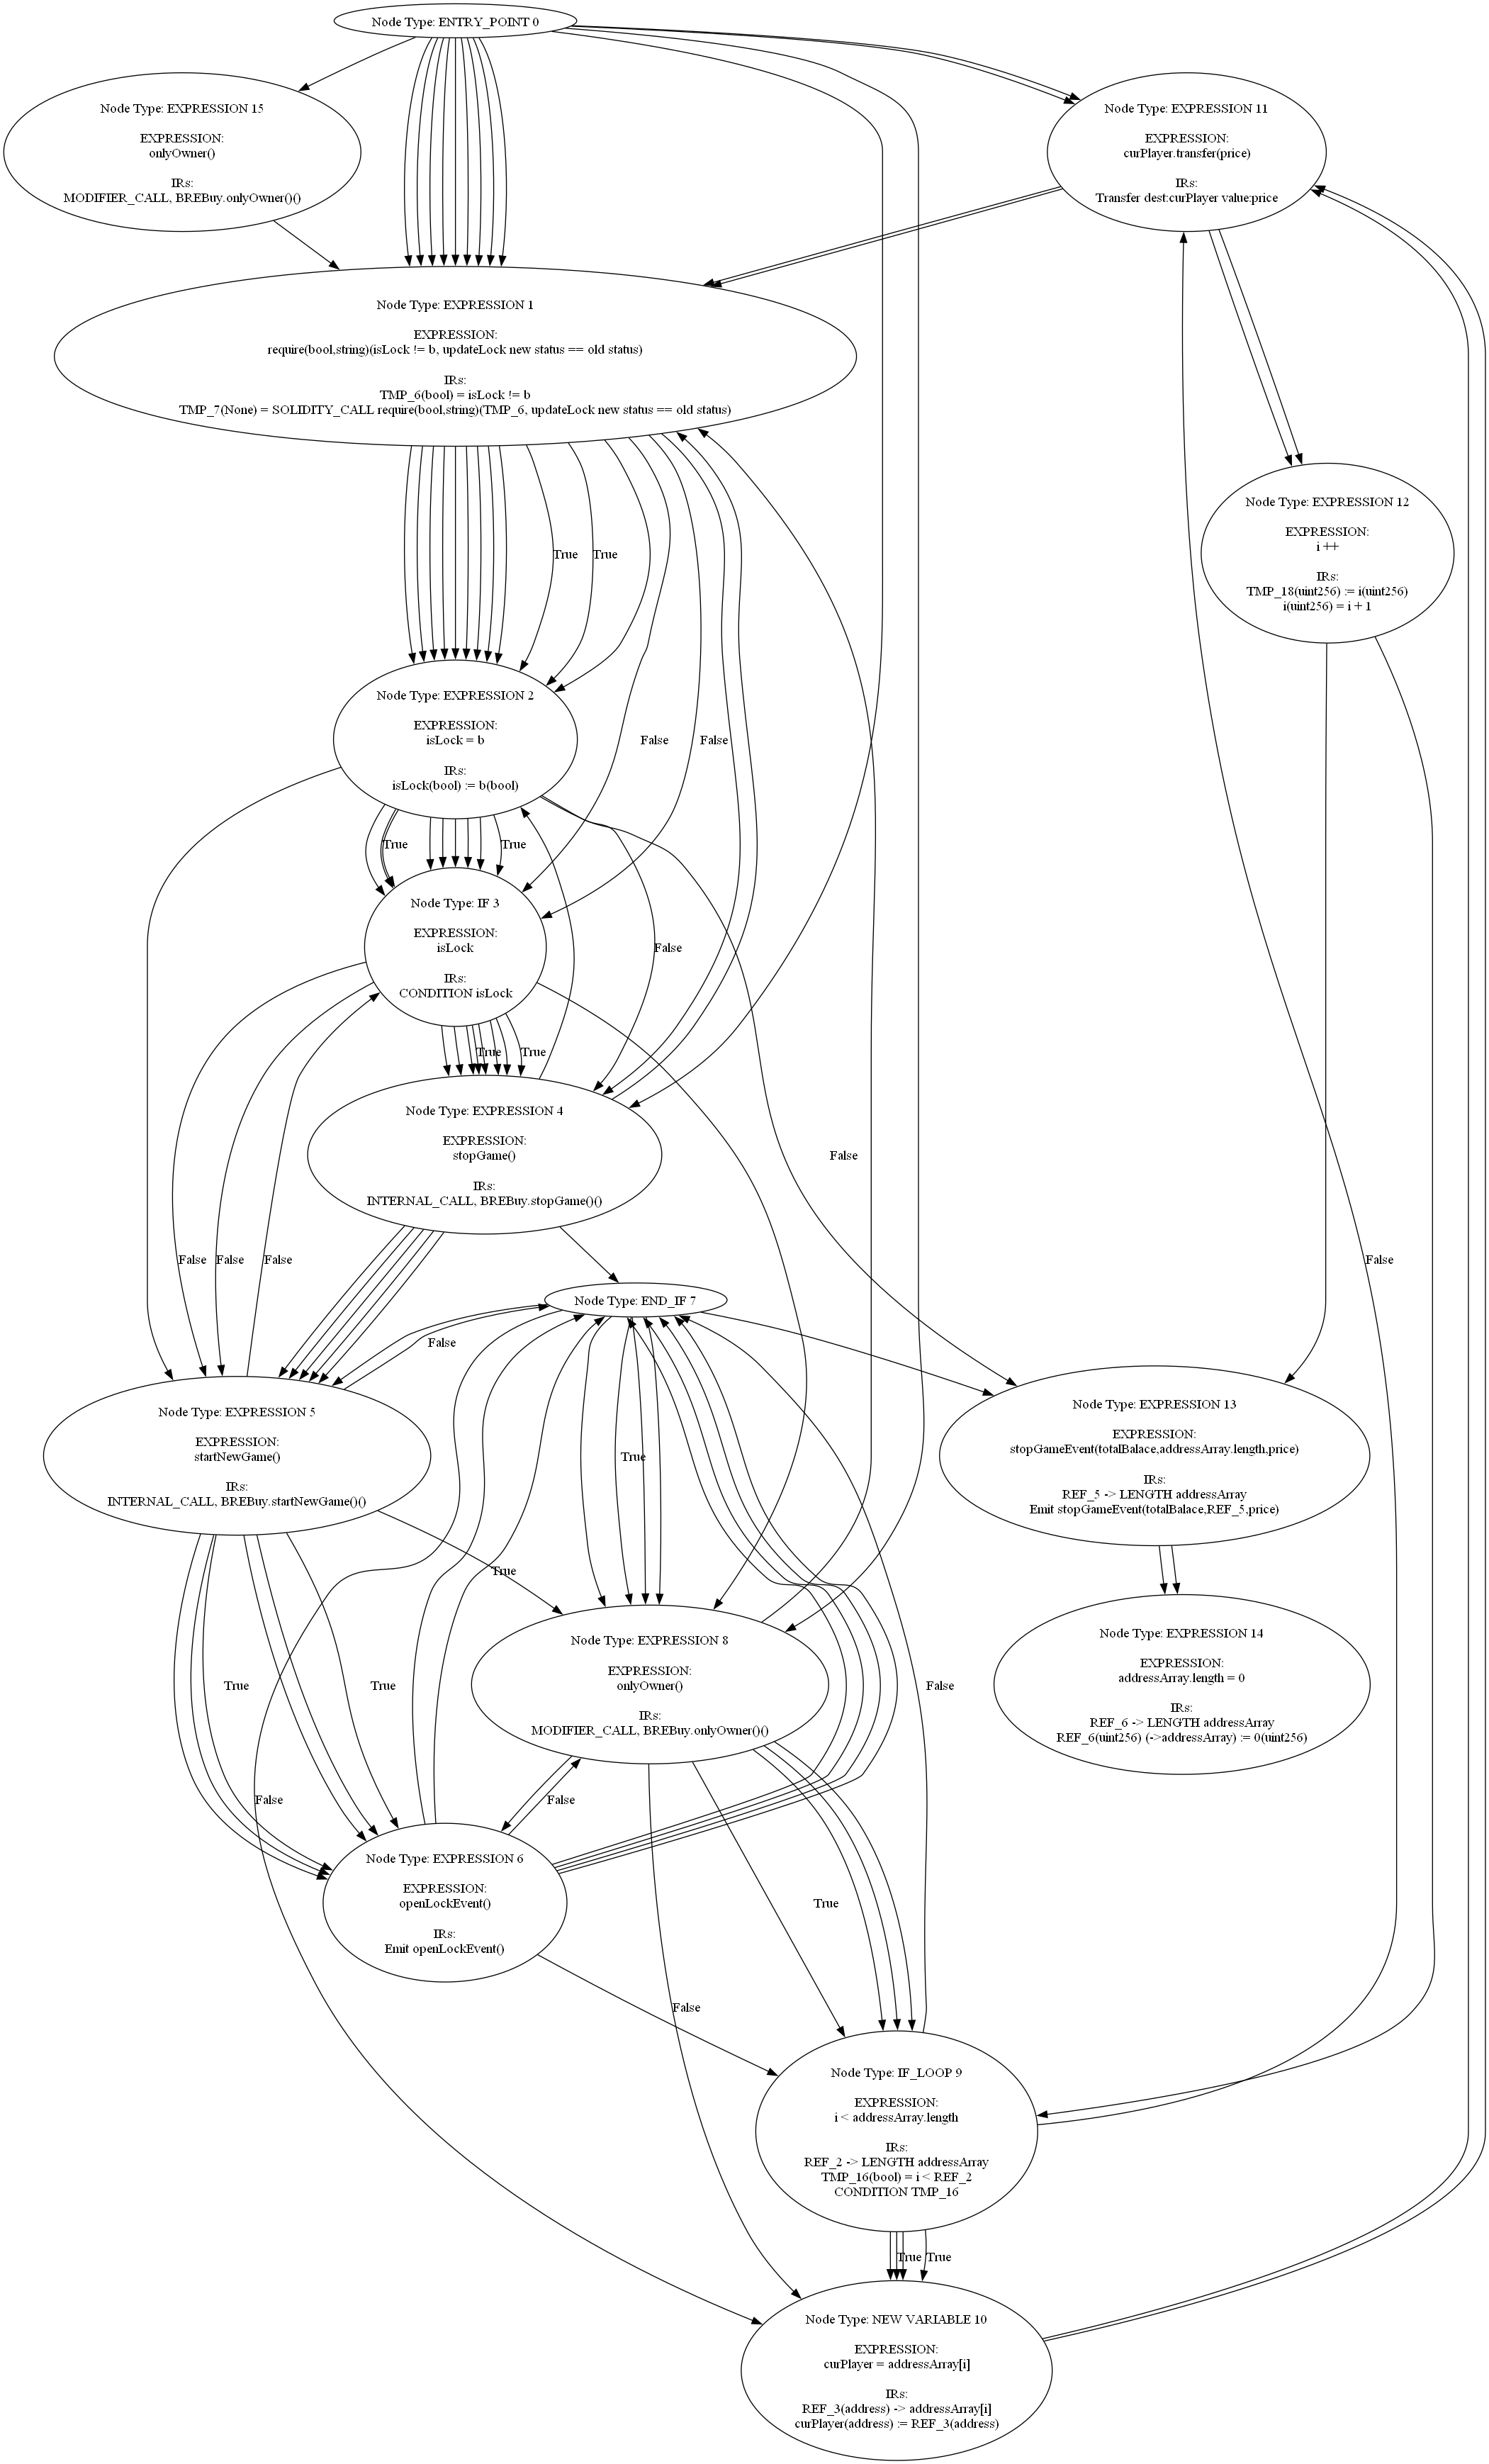 Node Type: ENTRY_POINT 0
Node Type: EXPRESSION 15
EXPRESSION:
onlyOwner()
IRs:
MODIFIER_CALL, BREBuy.onlyOwner()()
Node Type: EXPRESSION 11
EXPRESSION:
curPlayer.transfer(price)
IRs:
Transfer dest:curPlayer value:price
Node Type: EXPRESSION 1
EXPRESSION:
require(bool,string)(isLock != b, updateLock new status == old status)
IRs:
TMP_6(bool) = isLock != b
TMP_7(None) = SOLIDITY_CALL require(bool,string)(TMP_6, updateLock new status == old status)
Node Type: EXPRESSION 12
EXPRESSION:
i ++
IRs:
TMP_18(uint256) := i(uint256)
i(uint256) = i + 1
True
True
Node Type: EXPRESSION 2
EXPRESSION:
isLock = b
IRs:
isLock(bool) := b(bool)
False
False
True
True
Node Type: IF 3
EXPRESSION:
isLock
IRs:
CONDITION isLock
False
True
True
Node Type: EXPRESSION 4
EXPRESSION:
stopGame()
IRs:
INTERNAL_CALL, BREBuy.stopGame()()
False
False
False
False
False
Node Type: END_IF 7
False
Node Type: EXPRESSION 5
EXPRESSION:
startNewGame()
IRs:
INTERNAL_CALL, BREBuy.startNewGame()()
Node Type: EXPRESSION 13
EXPRESSION:
stopGameEvent(totalBalace,addressArray.length,price)
IRs:
REF_5 -> LENGTH addressArray
Emit stopGameEvent(totalBalace,REF_5,price)
True
True
Node Type: EXPRESSION 8
EXPRESSION:
onlyOwner()
IRs:
MODIFIER_CALL, BREBuy.onlyOwner()()
Node Type: EXPRESSION 14
EXPRESSION:
addressArray.length = 0
IRs:
REF_6 -> LENGTH addressArray
REF_6(uint256) (->addressArray) := 0(uint256)
True
True
False
False
False
Node Type: EXPRESSION 6
EXPRESSION:
openLockEvent()
IRs:
Emit openLockEvent()
True
False
Node Type: IF_LOOP 9
EXPRESSION:
i < addressArray.length
IRs:
REF_2 -> LENGTH addressArray
TMP_16(bool) = i < REF_2
CONDITION TMP_16
True
True
Node Type: NEW VARIABLE 10
EXPRESSION:
curPlayer = addressArray[i]
IRs:
REF_3(address) -> addressArray[i]
curPlayer(address) := REF_3(address)